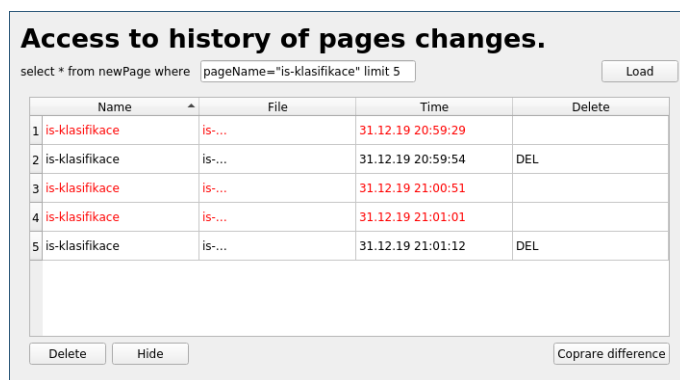 Access to history of pages changes.
select * from newPage where pageName="is-klasifikace" limit 5 Load
Name File Time Delete
1 is-klasifikace is-... 31.12.19 20:59:29
2 is-klasifikace is-... 31.12.19 20:59:54 DEL
3 is-klasifikace is-... 31.12.19 21:00:51
4 is-klasifikace is-... 31.12.19 21:01:01
5 is-klasifikace is-... 31.12.19 21:01:12 DEL
Delete Hide Coprare difference